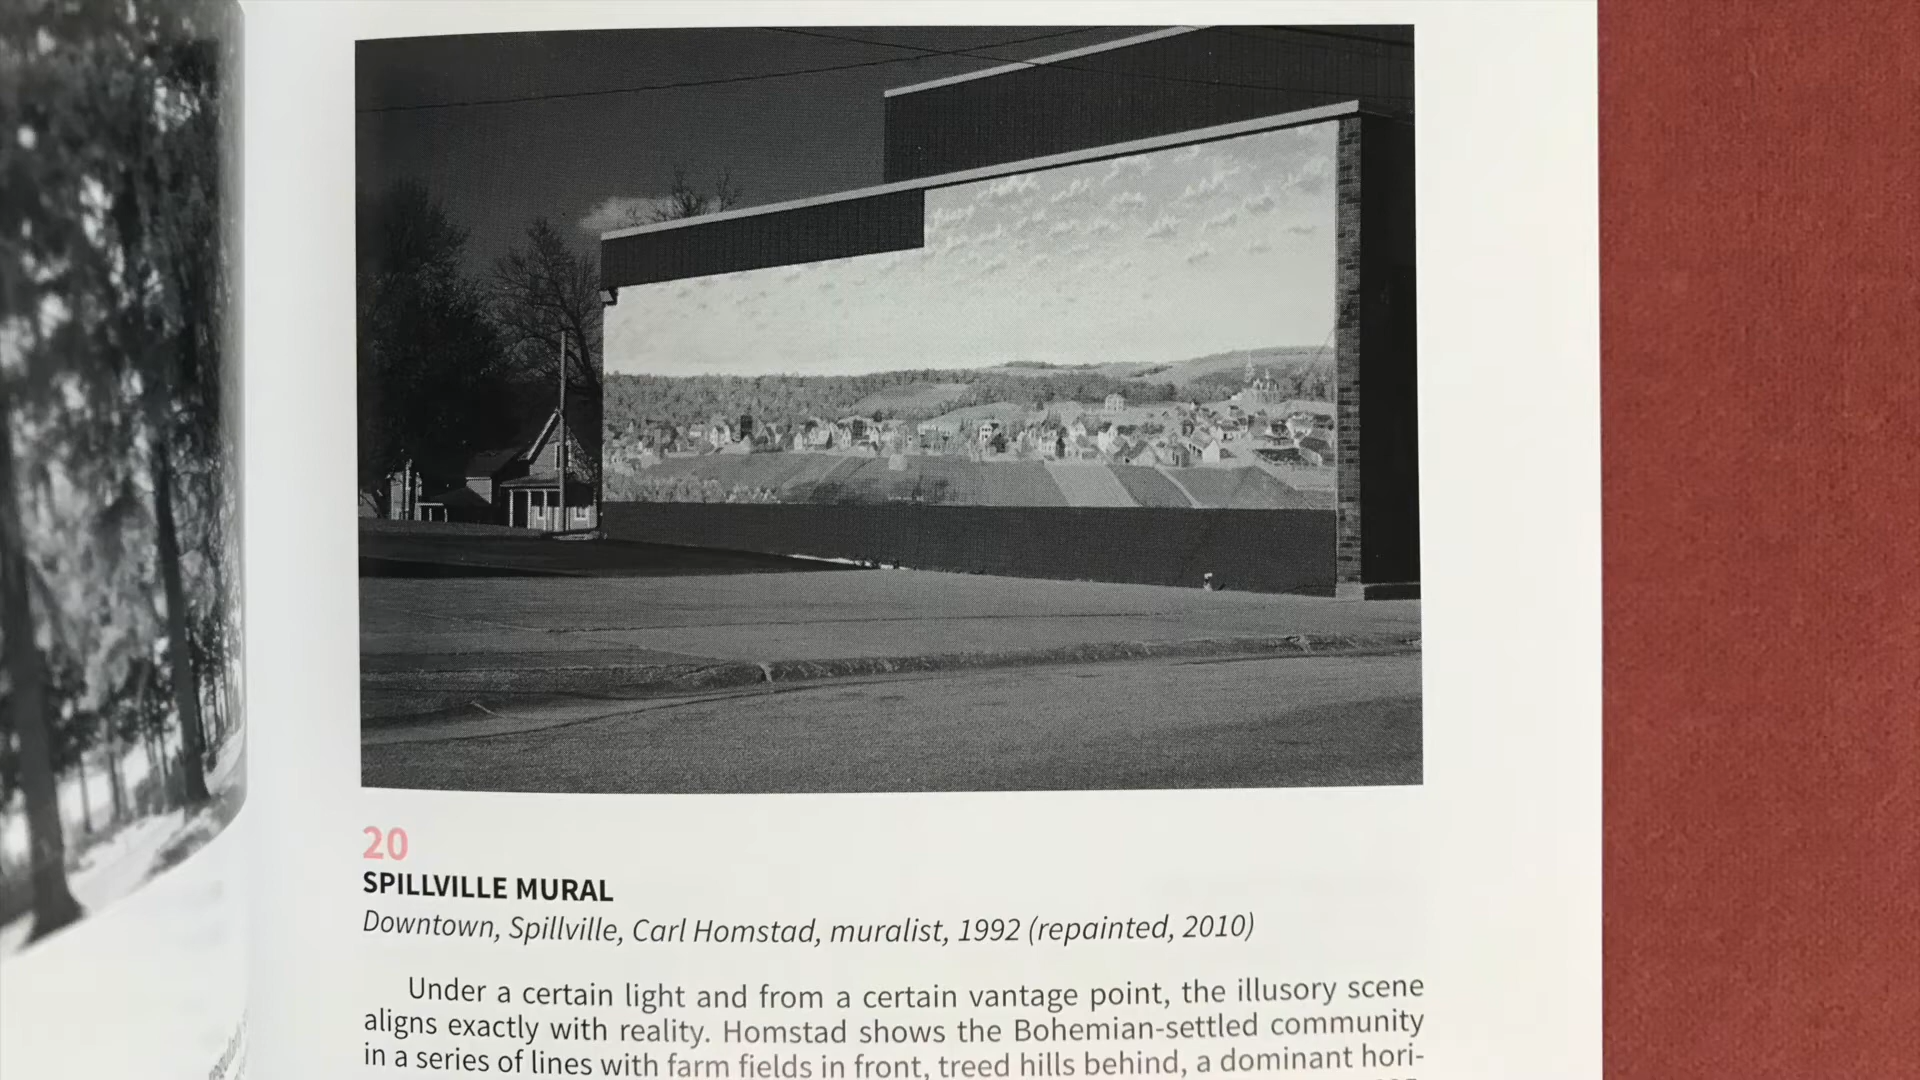 20
SPILLVILLE MURAL
Downtown, Spillville, Carl Homstad, muralist, 1992 (repainted, 2010)
Under a certain light and from a certain vantage point, the illusory scene
aligns exactly with reality. Homstad shows the Bohemian-settled community
in a series of lines with farm fields in front, treed hills behind, a dominant hori-